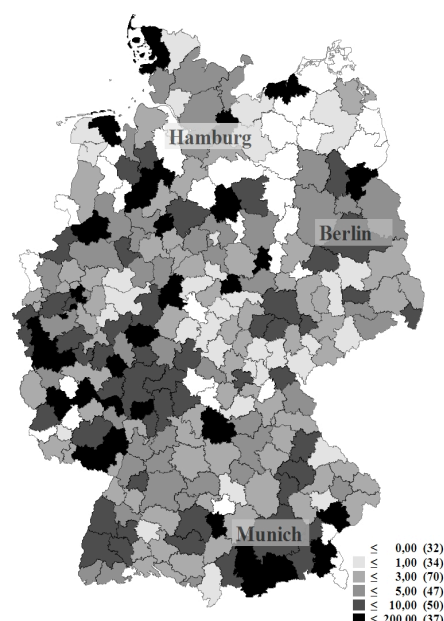 Hamburg
Berlin
Munich
≤ 0,00 (32)
≤ 1,00 (34)
≤ 3,00 (70)
≤ 5,00 (47)
≤ 10,00 (50)
≤ 200,00 (37)